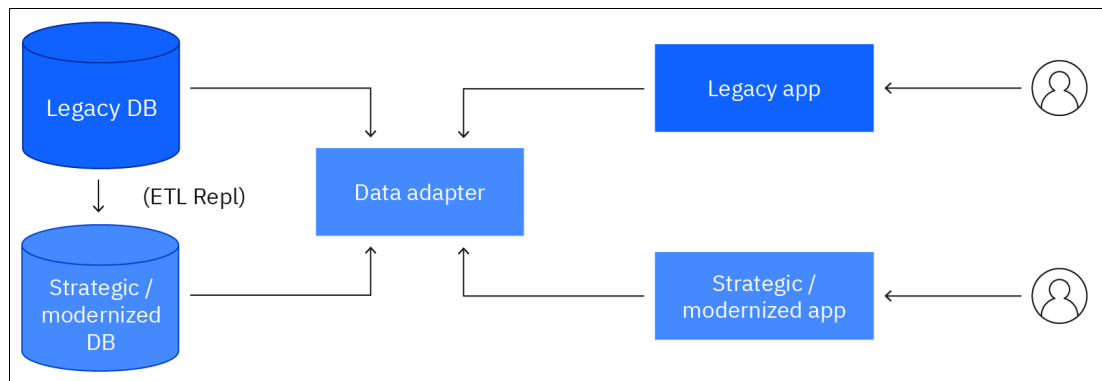 Legacy DB
Legacy app
(ETL Repl)
Data adapter
Strategic /
modernized
DB
Strategic /
modernized app